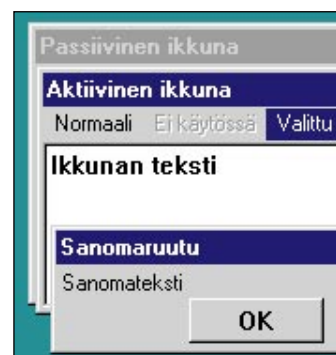 Passiivinen ikkuna
Aktiivinen ikkuna
Normaali Ei käytössä Valittu
Ikkunan teksti
Sanomaruutu
Sanomateksti
OK